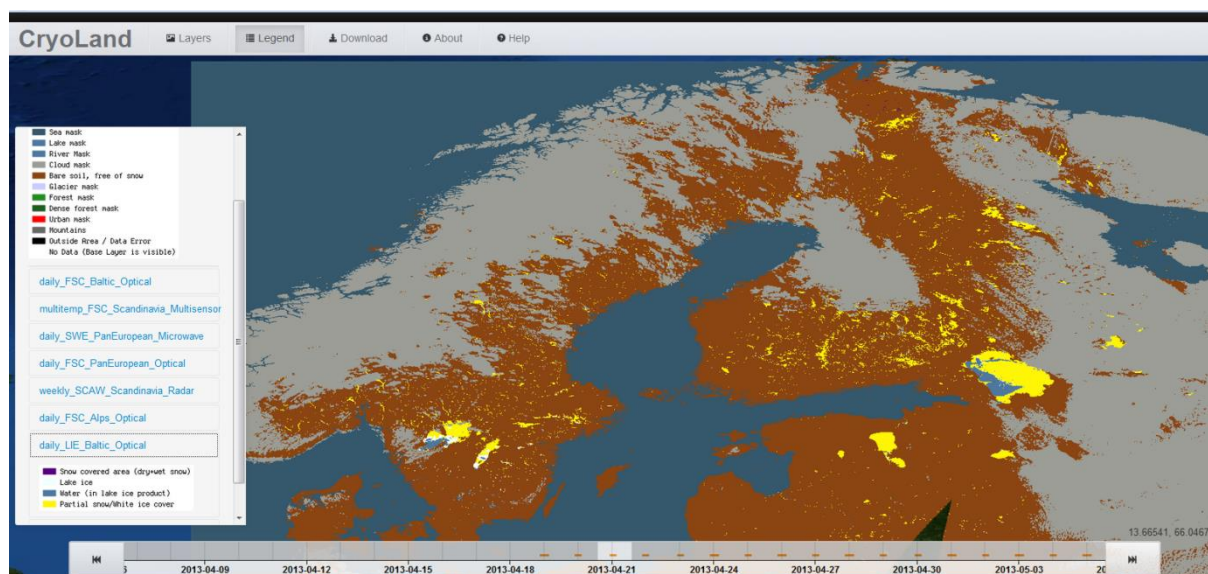 CryoLand Layers Legend Download About Help
Sea mask
Lake mask
River Mask
Cloud mask
Bare soil, free of snow
Glacier mask
Forest mask
Dense forest mask
Urban mask
Mountains
Outside Area / Data Error
No Data (Base Layer is visible)
daily_FSC_Baltic_Optical
multitemp_FSC_Scandinavia_Multisensor
daily_SWE_PanEuropean_Microwave
daily_FSC_PanEuropean_Optical
weekly_SCAW_Scandinavia_Radar
daily_FSC_Alps_Optical
daily_LIE_Baltic_Optical
Snow covered area (dry+wet snow)
Lake ice
Water (in lake ice product)
Partial snow/White ice cover
13.66541, 66.0467
6 2013-04-09 2013-04-12 2013-04-15 2013-04-18 2013-04-21 2013-04-24 2013-04-27 2013-04-30 2013-05-03 20